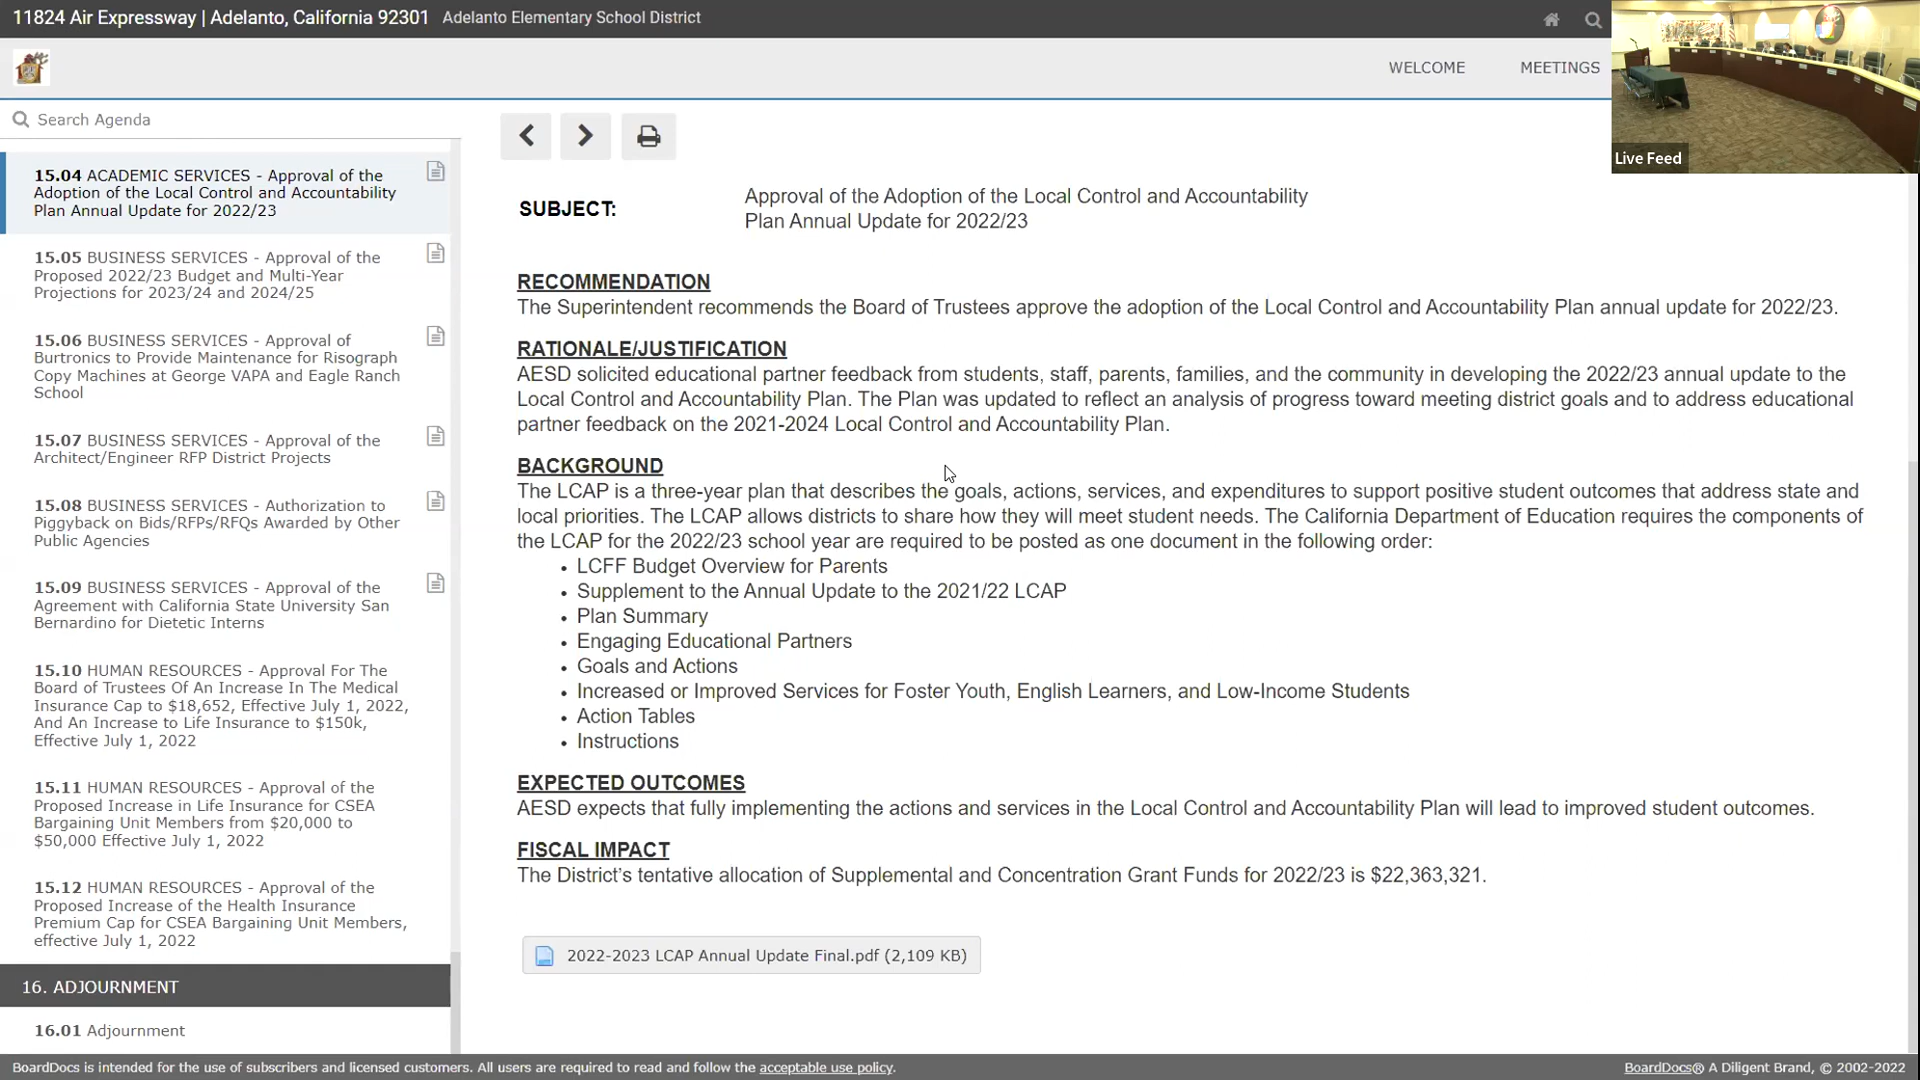 11824 Air Expressway | Adelanto, California 92301 Adelanto Elementary School District
WELCOME MEETINGS
Live Feed
Search Agenda
15.04 ACADEMIC SERVICES - Approval of the
Adoption of the Local Control and Accountability
Plan Annual Update for 2022/23
15.05 BUSINESS SERVICES - Approval of the
Proposed 2022/23 Budget and Multi-Year
Projections for 2023/24 and 2024/25
15.06 BUSINESS SERVICES - Approval of
Burtronics to Provide Maintenance for Risograph
Copy Machines at George VAPA and Eagle Ranch
School
15.07 BUSINESS SERVICES - Approval of the
Architect/Engineer RFP District Projects
15.08 BUSINESS SERVICES - Authorization to
Piggyback on Bids/RFPs/RFQs Awarded by Other
Public Agencies
15.09 BUSINESS SERVICES - Approval of the
Agreement with California State University San
Bernardino for Dietetic Interns
15.10 HUMAN RESOURCES - Approval For The
Board of Trustees Of An Increase In The Medical
Insurance Cap to $18,652, Effective July 1, 2022,
And An Increase to Life Insurance to $150k,
Effective July 1, 2022
15.11 HUMAN RESOURCES - Approval of the
Proposed Increase in Life Insurance for CSEA
Bargaining Unit Members from $20,000 to
$50,000 Effective July 1, 2022
15.12 HUMAN RESOURCES - Approval of the
Proposed Increase of the Health Insurance
Premium Cap for CSEA Bargaining Unit Members,
effective July 1, 2022
16. ADJOURNMENT
16.01 Adjournment
SUBJECT:
Approval of the Adoption of the Local Control and Accountability
Plan Annual Update for 2022/23
RECOMMENDATION
The Superintendent recommends the Board of Trustees approve the adoption of the Local Control and Accountability Plan annual update for 2022/23.
RATIONALE/JUSTIFICATION
AESD solicited educational partner feedback from students, staff, parents, families, and the community in developing the 2022/23 annual update to the
Local Control and Accountability Plan. The Plan was updated to reflect an analysis of progress toward meeting district goals and to address educational
partner feedback on the 2021-2024 Local Control and Accountability Plan.
BACKGROUND
The LCAP is a three-year plan that describes the goals, actions, services, and expenditures to support positive student outcomes that address state and
local priorities. The LCAP allows districts to share how they will meet student needs. The California Department of Education requires the components of
the LCAP for the 2022/23 school year are required to be posted as one document in the following order:
• LCFF Budget Overview for Parents
• Supplement to the Annual Update to the 2021/22 LCAP
• Plan Summary
• Engaging Educational Partners
• Goals and Actions
• Increased or Improved Services for Foster Youth, English Learners, and Low-Income Students
• Action Tables
• Instructions
EXPECTED OUTCOMES
AESD expects that fully implementing the actions and services in the Local Control and Accountability Plan will lead to improved student outcomes.
FISCAL IMPACT
The District's tentative allocation of Supplemental and Concentration Grant Funds for 2022/23 is $22,363,321.
2022-2023 LCAP Annual Update Final.pdf (2,109 KB)
BoardDocs is intended for the use of subscribers and licensed customers. All users are required to read and follow the acceptable use policy.
BoardDocs® A Diligent Brand, © 2002-2022